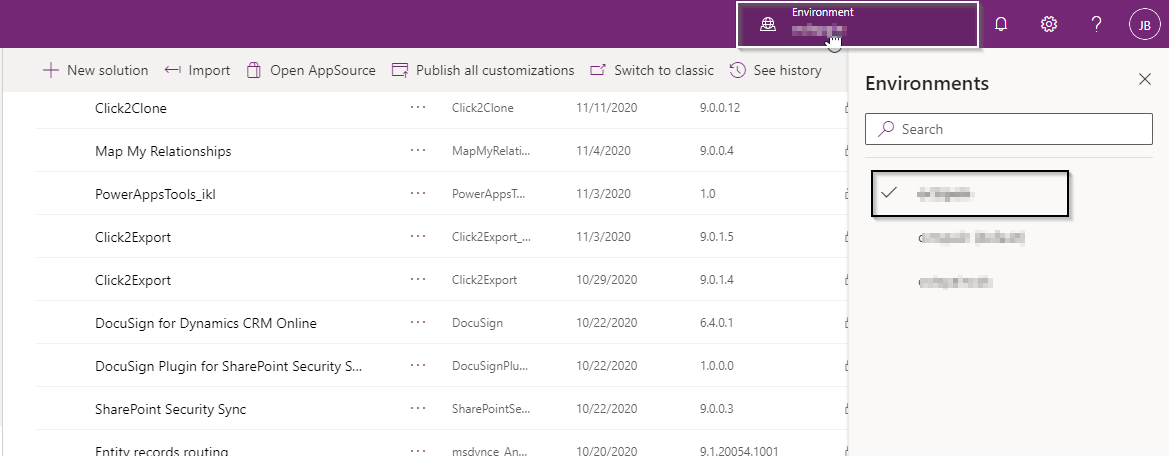 Environment
JB
New solution Import Open AppSource Publish all customizations Switch to classic See history
Environments
Search
Click2Clone ... Click2Clone 11/11/2020 9.0.0.12
Map My Relationships ... MapMyRelati... 11/4/2020 9.0.0.4
PowerAppsTools_ikl ... PowerAppsT... 11/3/2020 1.0
Click2Export ... Click2Export_... 11/3/2020 9.0.1.5
Click2Export ... Click2Export 10/29/2020 9.0.1.4
DocuSign for Dynamics CRM Online ... DocuSign 10/22/2020 6.4.0.1
DocuSign Plugin for SharePoint Security S... ... DocuSignPlu... 10/22/2020 1.0.0.0
SharePoint Security Sync ... SharePointSe... 10/22/2020 9.0.0.3
Entity records routing ... msdynce_An... 10/20/2020 9.1.20054.1001